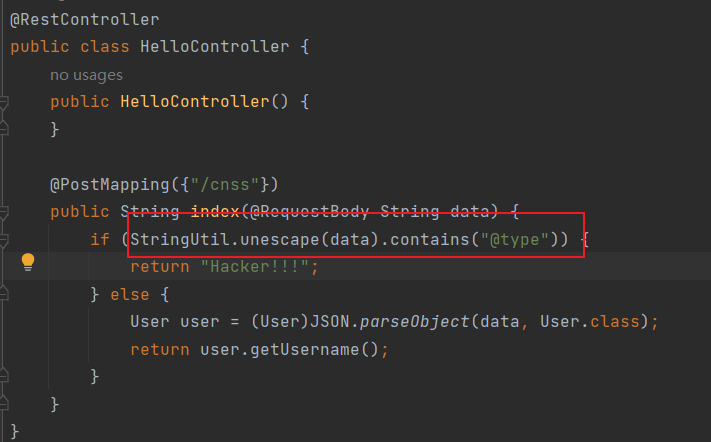 @RestController
public class HelloController {
no usages
public HelloController() {
}
@PostMapping({"/cnss"})
public String index(@RequestBody String data) {
if (StringUtil.unescape(data).contains("@type")) {
return "Hacker!!!";
} else {
User user = (User)JSON.parseObject(data, User.class);
return user.getUsername();
}
}
}